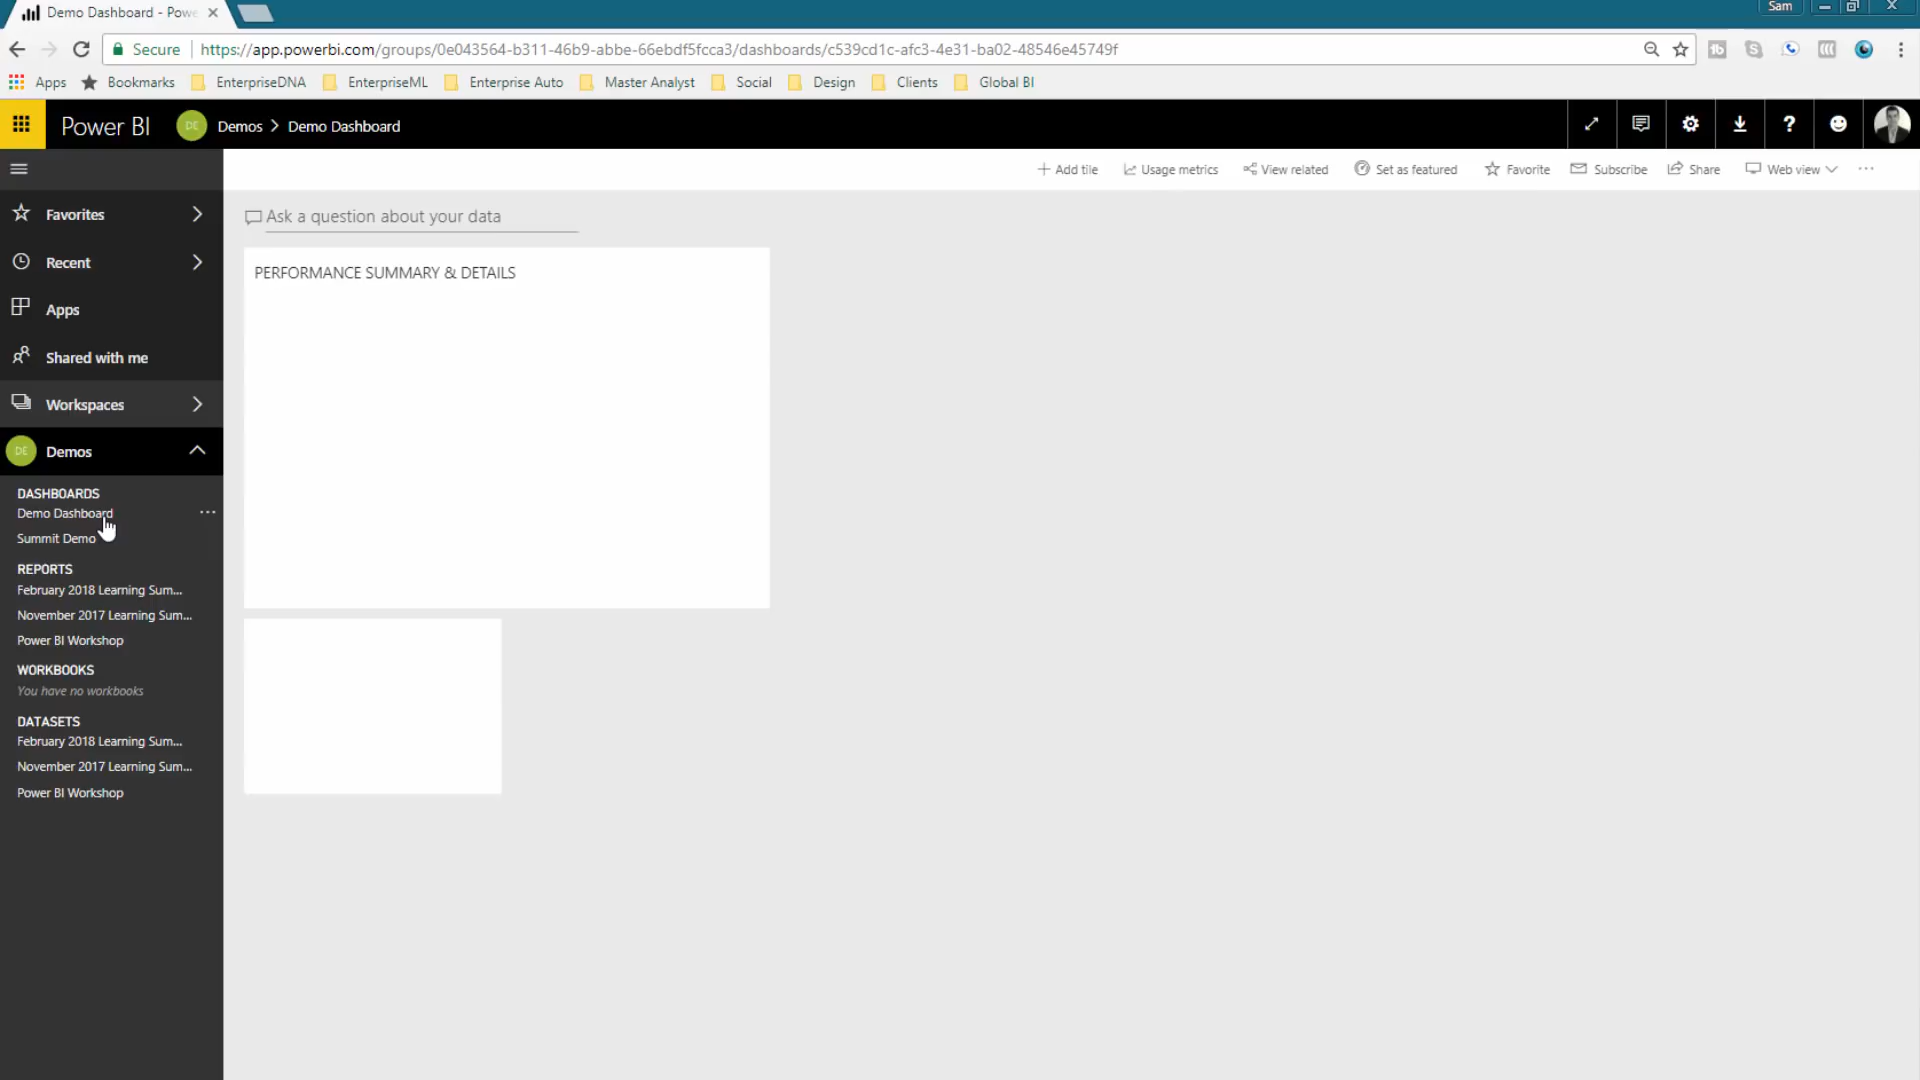 Demo Dashboard - Powe
Sam
Secure
https://app.powerbi.com/groups/0e043564-b311-46b9-abbe-66ebdf5fcca3/dashboards/c539cd1c-afc3-4e31-ba02-48546e45749f
Apps Bookmarks EnterpriseDNA EnterpriseML Enterprise Auto Master Analyst Social Design Clients Global BI
Power BI DE Demos > Demo Dashboard
Add tile Usage metrics View related Set as featured Favorite Subscribe Share Web view
Favorites
Recent
Apps
Shared with me
Workspaces
DE Demos
DASHBOARDS
Demo Dashboard
Summit Demo
REPORTS
February 2018 Learning Sum...
November 2017 Learning Sum...
Power BI Workshop
WORKBOOKS
You have no workbooks
DATASETS
February 2018 Learning Sum...
November 2017 Learning Sum...
Power BI Workshop
Ask a question about your data
PERFORMANCE SUMMARY & DETAILS